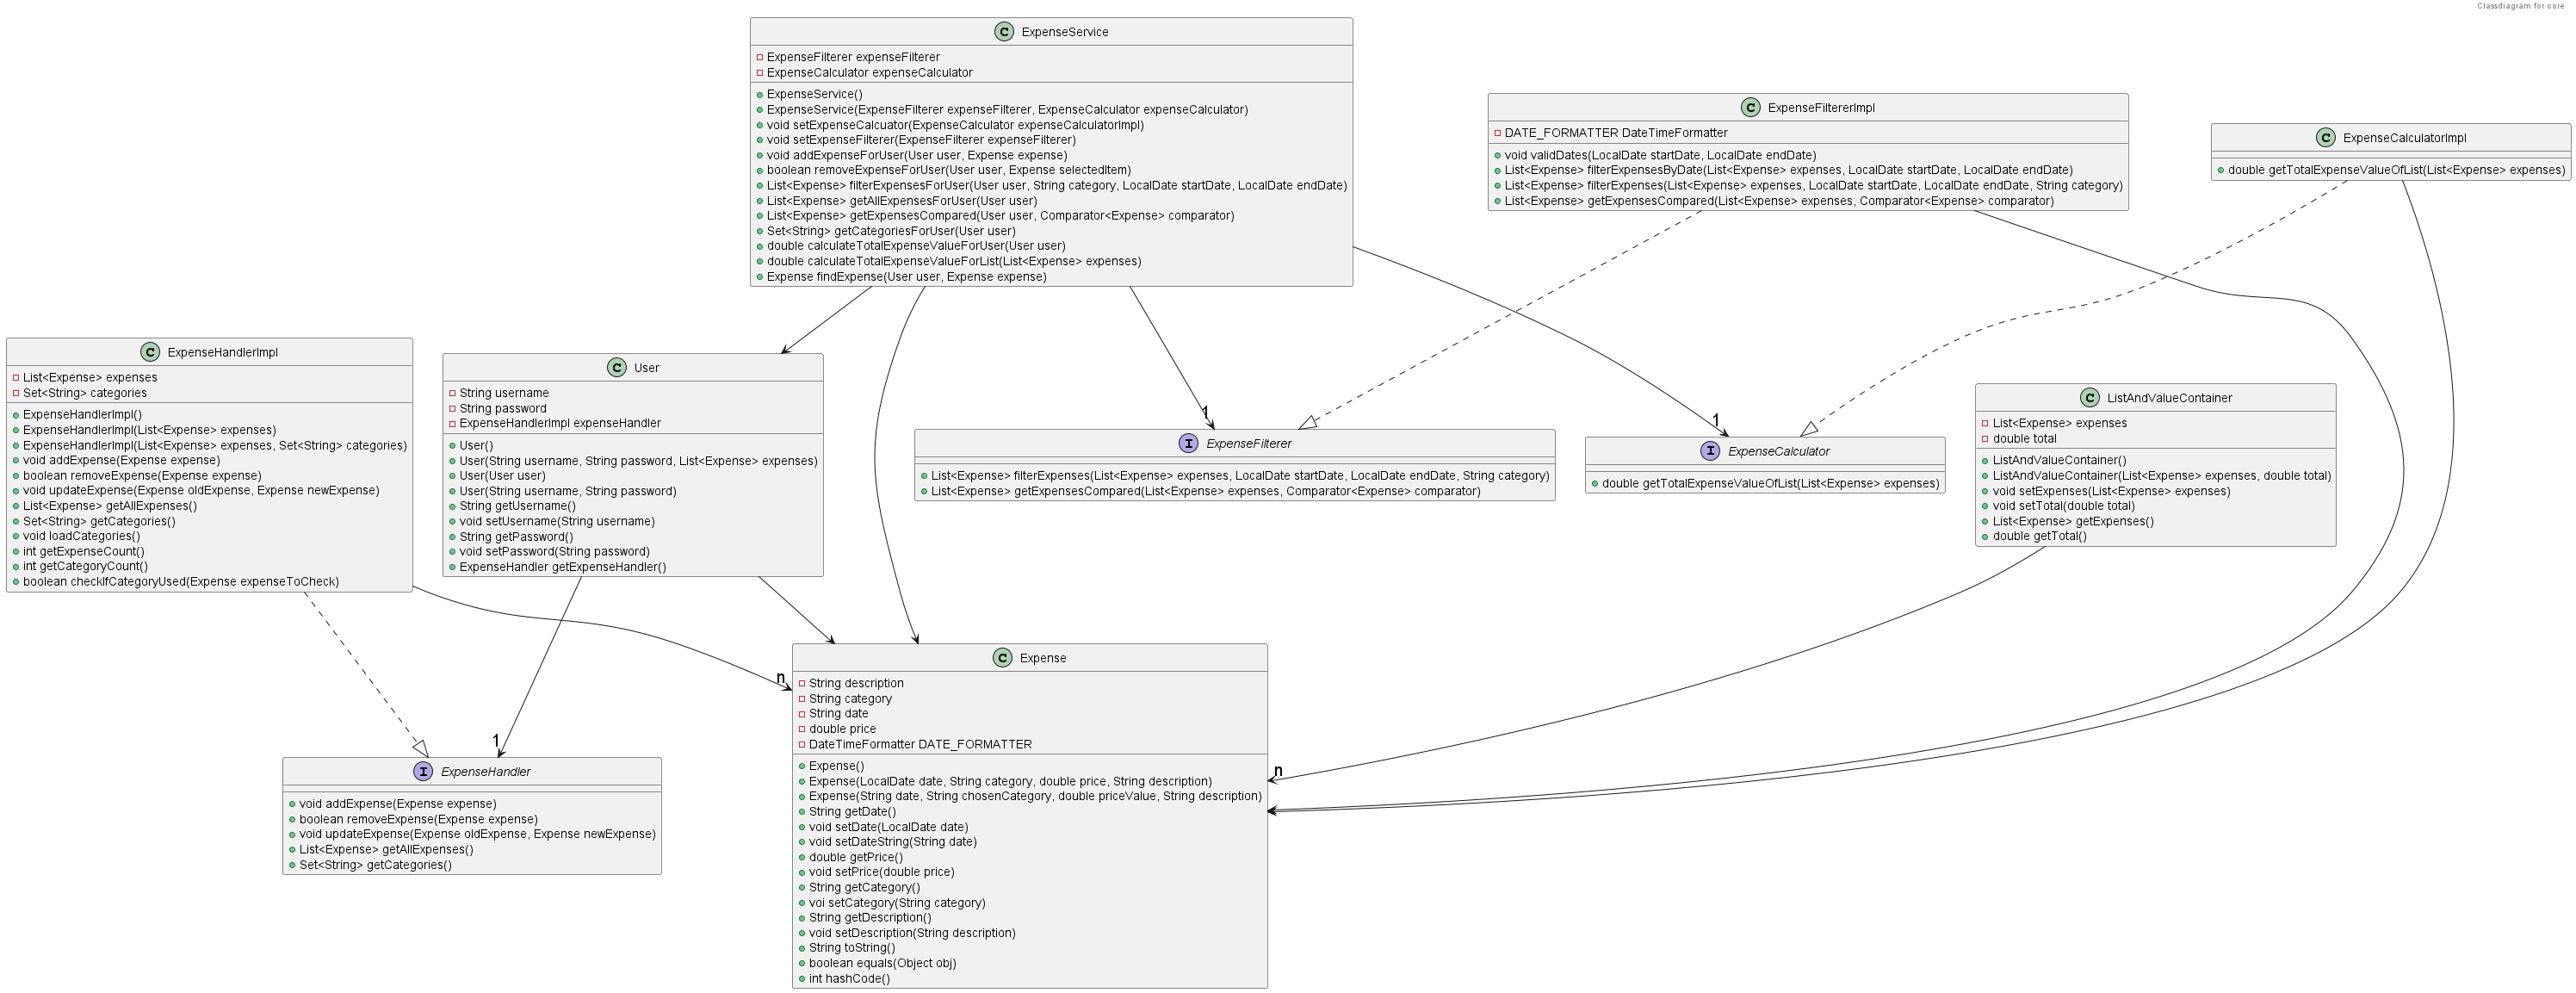 Classdiagram for core
C ExpenseService
ExpenseFilterer expenseFilterer
ExpenseCalculator expenseCalculator
ExpenseService()
ExpenseService(ExpenseFilterer expenseFilterer, ExpenseCalculator expenseCalculator)
void setExpenseCalcuator(ExpenseCalculator expenseCalculatorImpl)
void setExpenseFilterer(ExpenseFilterer expenseFilterer)
void addExpenseForUser(User user, Expense expense)
boolean removeExpenseForUser(User user, Expense selectedItem)
List<Expense> filterExpensesForUser(User user, String category, LocalDate startDate, LocalDate endDate)
List<Expense> getAllExpensesForUser(User user)
List<Expense> getExpensesCompared(User user, Comparator<Expense> comparator)
Set<String> getCategoriesForUser(User user)
double calculateTotalExpenseValueForUser(User user)
double calculateTotalExpenseValueForList(List<Expense> expenses)
Expense findExpense(User user, Expense expense)
C ExpenseFiltererImpl
DATE_FORMATTER DateTimeFormatter
void validDates(LocalDate startDate, LocalDate endDate)
List<Expense> filterExpensesByDate(List<Expense> expenses, LocalDate startDate, LocalDate endDate)
List<Expense> filterExpenses(List<Expense> expenses, LocalDate startDate, LocalDate endDate, String category)
List<Expense> getExpensesCompared(List<Expense> expenses, Comparator<Expense> comparator)
C ExpenseCalculatorImpl
double getTotalExpenseValueOfList(List<Expense> expenses)
C ExpenseHandlerImpl
List<Expense> expenses
Set<String> categories
ExpenseHandlerImpl()
ExpenseHandlerImpl(List<Expense> expenses)
ExpenseHandlerImpl(List<Expense> expenses, Set<String> categories)
void addExpense(Expense expense)
boolean removeExpense(Expense expense)
void updateExpense(Expense oldExpense, Expense newExpense)
List<Expense> getAllExpenses()
Set<String> getCategories()
void loadCategories()
int getExpenseCount()
int getCategoryCount()
boolean checkIfCategoryUsed(Expense expenseToCheck)
C User
String username
String password
ExpenseHandlerImpl expenseHandler
User()
User(String username, String password, List<Expense> expenses)
User(User user)
User(String username, String password)
String getUsername()
void setUsername(String username)
String getPassword()
void setPassword(String password)
ExpenseHandler getExpenseHandler()
1
I ExpenseFilterer
List<Expense> filterExpenses(List<Expense> expenses, LocalDate startDate, LocalDate endDate, String category)
List<Expense> getExpensesCompared(List<Expense> expenses, Comparator<Expense> comparator)
1
I ExpenseCalculator
double getTotalExpenseValueOfList(List<Expense> expenses)
C ListAndValueContainer
List<Expense> expenses
double total
ListAndValueContainer()
ListAndValueContainer(List<Expense> expenses, double total)
void setExpenses(List<Expense> expenses)
void setTotal(double total)
List<Expense> getExpenses()
double getTotal()
1
I ExpenseHandler
void addExpense(Expense expense)
boolean removeExpense(Expense expense)
void updateExpense(Expense oldExpense, Expense newExpense)
List<Expense> getAllExpenses()
Set<String> getCategories()
n
n
C Expense
String description
String category
String date
double price
DateTimeFormatter DATE_FORMATTER
Expense()
Expense(LocalDate date, String category, double price, String description)
Expense(String date, String chosenCategory, double priceValue, String description)
String getDate()
void setDate(LocalDate date)
void setDateString(String date)
double getPrice()
void setPrice(double price)
String getCategory()
voi setCategory(String category)
String getDescription()
void setDescription(String description)
String toString()
boolean equals(Object obj)
int hashCode()